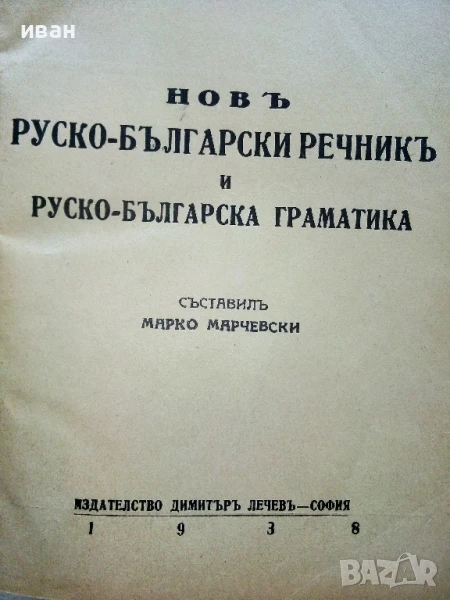 иван
НОВЪ
РУСКО-БЪЛГАРСКИ РЕЧНИКЪ
И
РУСКО-БЪЛГАРСКА ГРАМАТИКА
СЪСТАВИЛЪ
МАРКО МАРЧЕВСКИ
ИЗДАТЕЛСТВО ДИМИТЪРЪ ЛЕЧЕВЪ—СОФИЯ
1 9 3 8
BAZAR